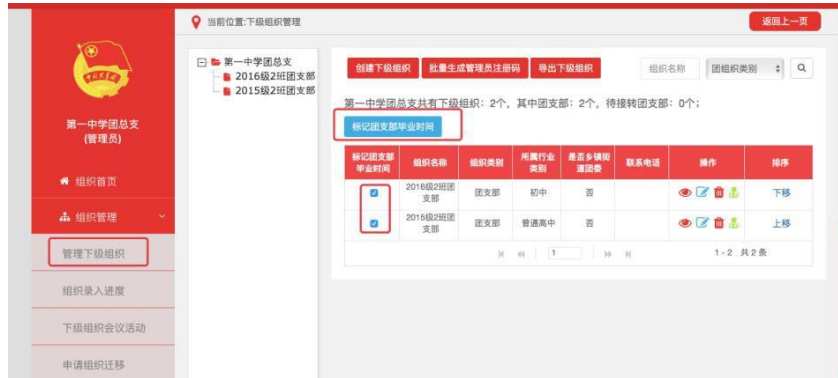 当前位置:下级组织管理
返回上一页
第一中学团总支
(管理员)
组织首页
组织管理
管理下级组织
组织录入进度
下级组织会议活动
申请组织迁移
第一中学团总支
2016级2班团支部
2015级2班团支部
创建下级组织 批量生成管理员注册码 导出下级组织 组织名称 团组织类别
第一中学团总支共有下级组织：2个，其中团支部：2个，待接转团支部：0个；
标记团支部毕业时间
标记团支部毕业时间 组织名称 组织类别 所属行业类别 是否乡镇街道团委 联系电话 操作 排序
2016级2班团支部 团支部 初中 否 下移
2015级2班团支部 团支部 普通高中 否 上移
1 1-2 共2条